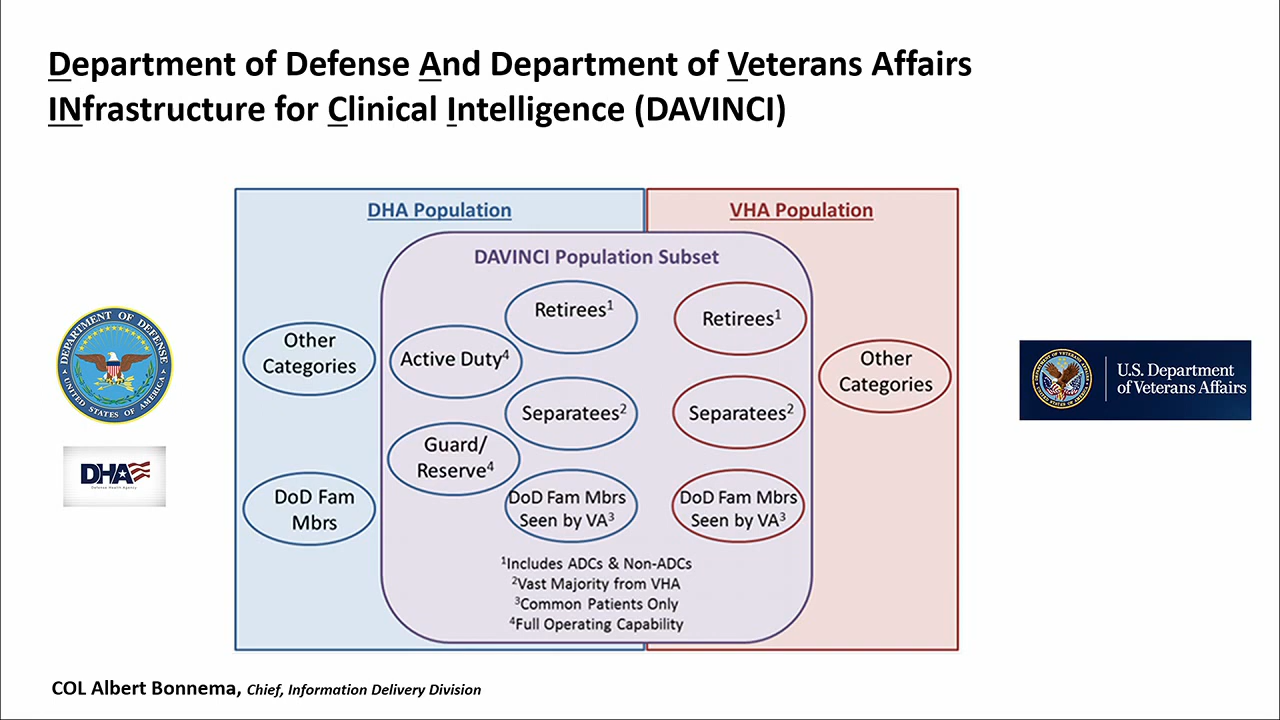 Department of Defense And Department of Veterans Affairs
INfrastructure for Clinical Intelligence (DAVINCI)
DHA Population
VHA Population
DAVINCI Population Subset
Retirees¹
Retirees¹
Other
Categories
Active Duty⁴
Other
Categories
Separatees²
Separatees²
Guard/
Reserve⁴
DoD Fam
Mbrs
DoD Fam Mbrs
Seen by VA³
DoD Fam Mbrs
Seen by VA³
¹Includes ADCs & Non-ADCs
²Vast Majority from VHA
³Common Patients Only
⁴Full Operating Capability
DEPARTMENT OF DEFENSE
UNITED STATES OF AMERICA
DHA
Defense Health Agency
U.S. Department
of Veterans Affairs
COL Albert Bonnema, Chief, Information Delivery Division